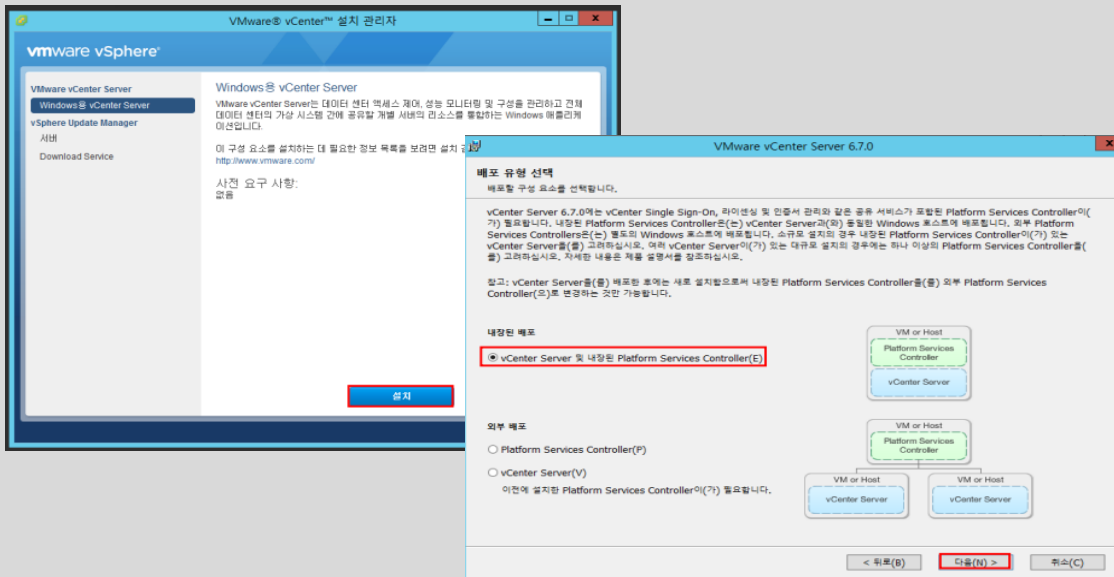 VMware® vCenter™ 설치 관리자
vmware vSphere®
VMware vCenter Server
Windows용 vCenter Server
vSphere Update Manager
서버
Download Service
Windows용 vCenter Server
VMware vCenter Server는 데이터 센터 액세스 제어, 성능 모니터링 및 구성을 관리하고 전체
데이터 센터의 가상 시스템 간에 공유할 개별 서버의 리소스를 통합하는 Windows 애플리케
이션입니다.
이 구성 요소를 설치하는 데 필요한 정보 목록을 보려면 설치
http://www.vmware.com/
사전 요구 사항:
없음
설치
VMware vCenter Server 6.7.0
배포 유형 선택
배포할 구성 요소를 선택합니다.
vCenter Server 6.7.0에는 vCenter Single Sign-On, 라이센싱 및 인증서 관리와 같은 공유 서비스가 포함된 Platform Services Controller이(
가) 필요합니다. 내장된 Platform Services Controller은(는) vCenter Server과(와) 동일한 Windows 호스트에 배포됩니다. 외부 Platform
Services Controllers은(는) 별도의 Windows 호스트에 배포됩니다. 소규모 설치의 경우 내장된 Platform Services Controller이(가) 있는
vCenter Server를(를) 고려하십시오. 여러 vCenter Server이(가) 있는 대규모 설치의 경우에는 하나 이상의 Platform Services Controller를(
를) 고려하십시오. 자세한 내용은 제품 설명서를 참조하십시오.
참고: vCenter Server를(를) 배포한 후에는 새로 설치함으로써 내장된 Platform Services Controller를(를) 외부 Platform Services
Controller(으)로 변경하는 것만 가능합니다.
내장된 배포
vCenter Server 및 내장된 Platform Services Controller(E)
VM or Host
Platform Services
Controller
vCenter Server
외부 배포
Platform Services Controller(P)
vCenter Server(V)
이전에 설치한 Platform Services Controller이(가) 필요합니다.
VM or Host
Platform Services
Controller
VM or Host
vCenter Server
VM or Host
vCenter Server
< 뒤로(B)
다음(N) >
취소(C)